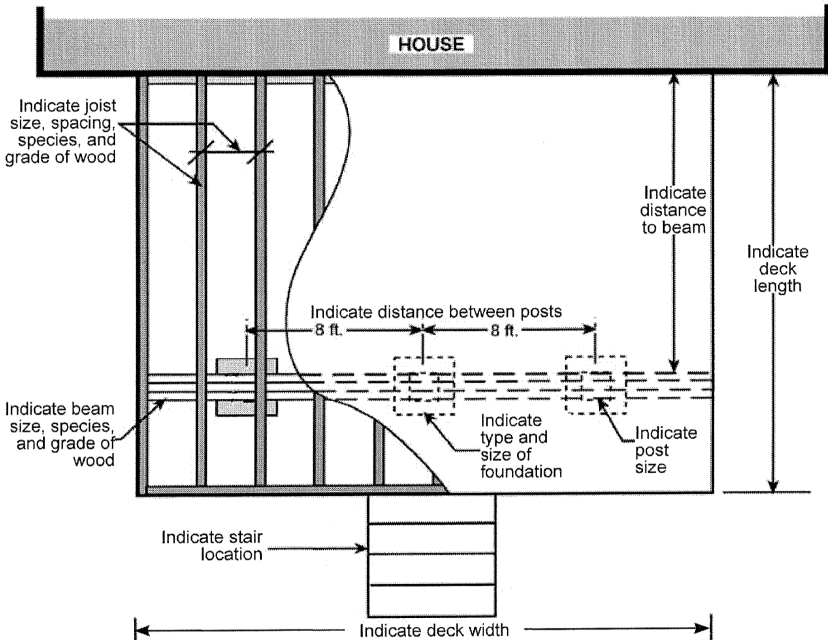 HOUSE
Indicate joist
size, spacing,
species, and
grade of wood
Indicate
distance
to beam
Indicate
deck
length
Indicate distance between posts
8 ft.
8 ft.
Indicate beam
size, species,
and grade of
wood
Indicate
type and
size of
foundation
Indicate
post
size
Indicate stair
location
Indicate deck width